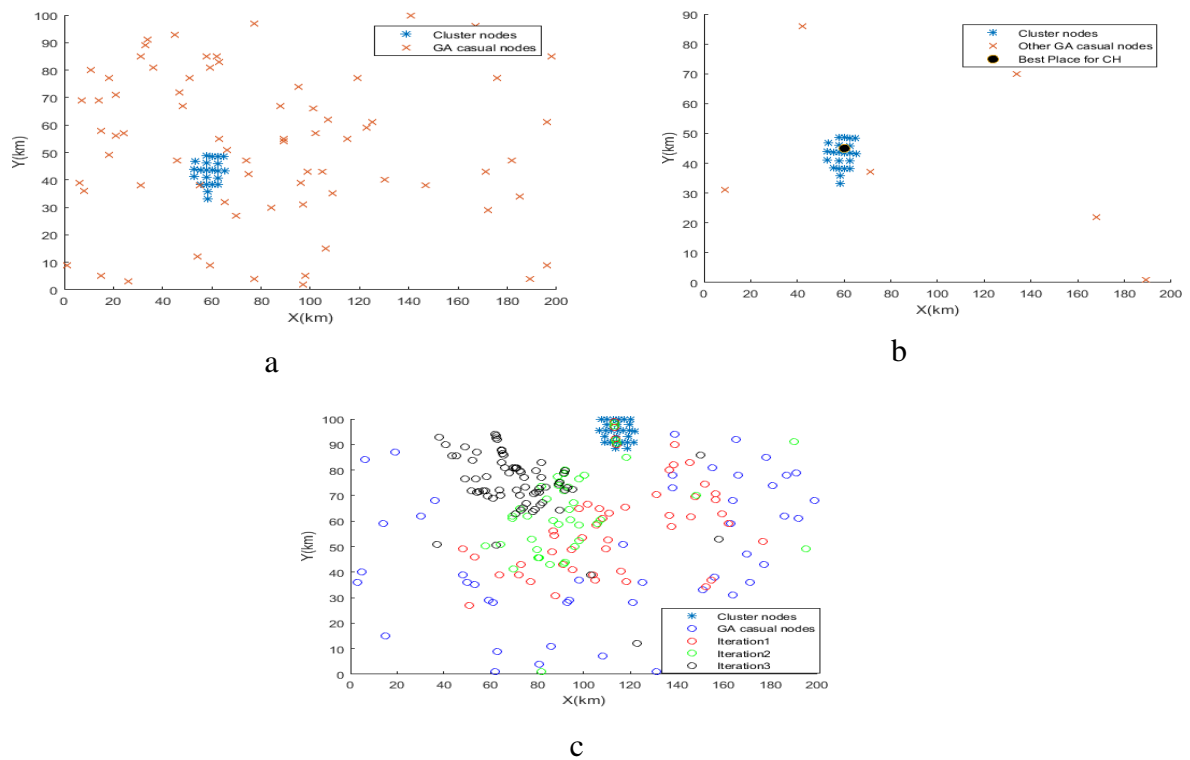 100
90
80
70
60
50
40
30
20
10
0
Y(km)
0 20 40 60 80 100 120 140 160 180 200
X(km)
Cluster nodes
GA casual nodes
a
90
80
70
60
50
40
30
20
10
0
Y(km)
0 20 40 60 80 100 120 140 160 180 200
X(km)
Cluster nodes
Other GA casual nodes
Best Place for CH
b
100
90
80
70
60
50
40
30
20
10
0
Y(km)
0 20 40 60 80 100 120 140 160 180 200
X(km)
Cluster nodes
GA casual nodes
Iteration1
Iteration2
Iteration3
c